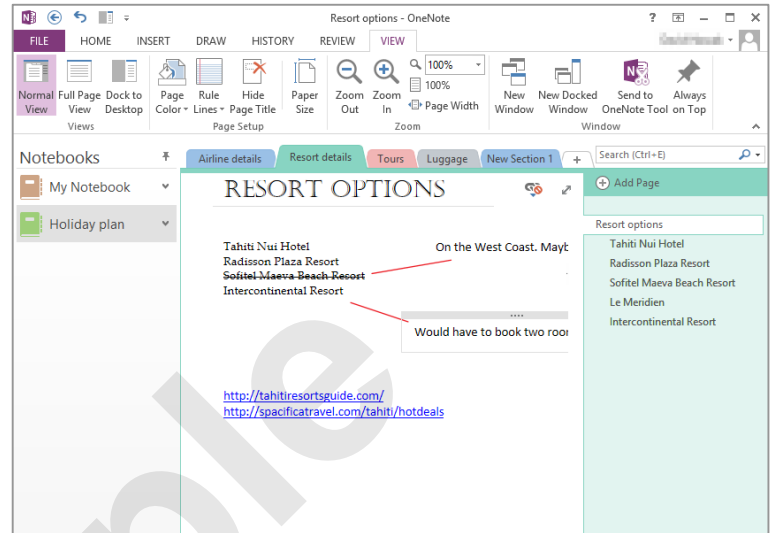 Resort options - OneNote
FILE HOME INSERT DRAW HISTORY REVIEW VIEW
Normal View Full Page View Dock to Desktop Page Color Rule Lines Hide Page Title Paper Size Zoom Out Zoom In 100% 100% Page Width New Window New Docked Window Send to OneNote Tool Always on Top
Views Page Setup Zoom Window
Notebooks Airline details Resort details Tours Luggage New Section 1 + Search (Ctrl+E)
My Notebook
Holiday plan
RESORT OPTIONS
Tahiti Nui Hotel On the West Coast. Mayb
Radisson Plaza Resort
Sofitel Maeva Beach Resort
Intercontinental Resort
Would have to book two roor
http://tahitiresortsguide.com/
http://spacificatravel.com/tahiti/hotdeals
Add Page
Resort options
Tahiti Nui Hotel
Radisson Plaza Resort
Sofitel Maeva Beach Resort
Le Meridien
Intercontinental Resort